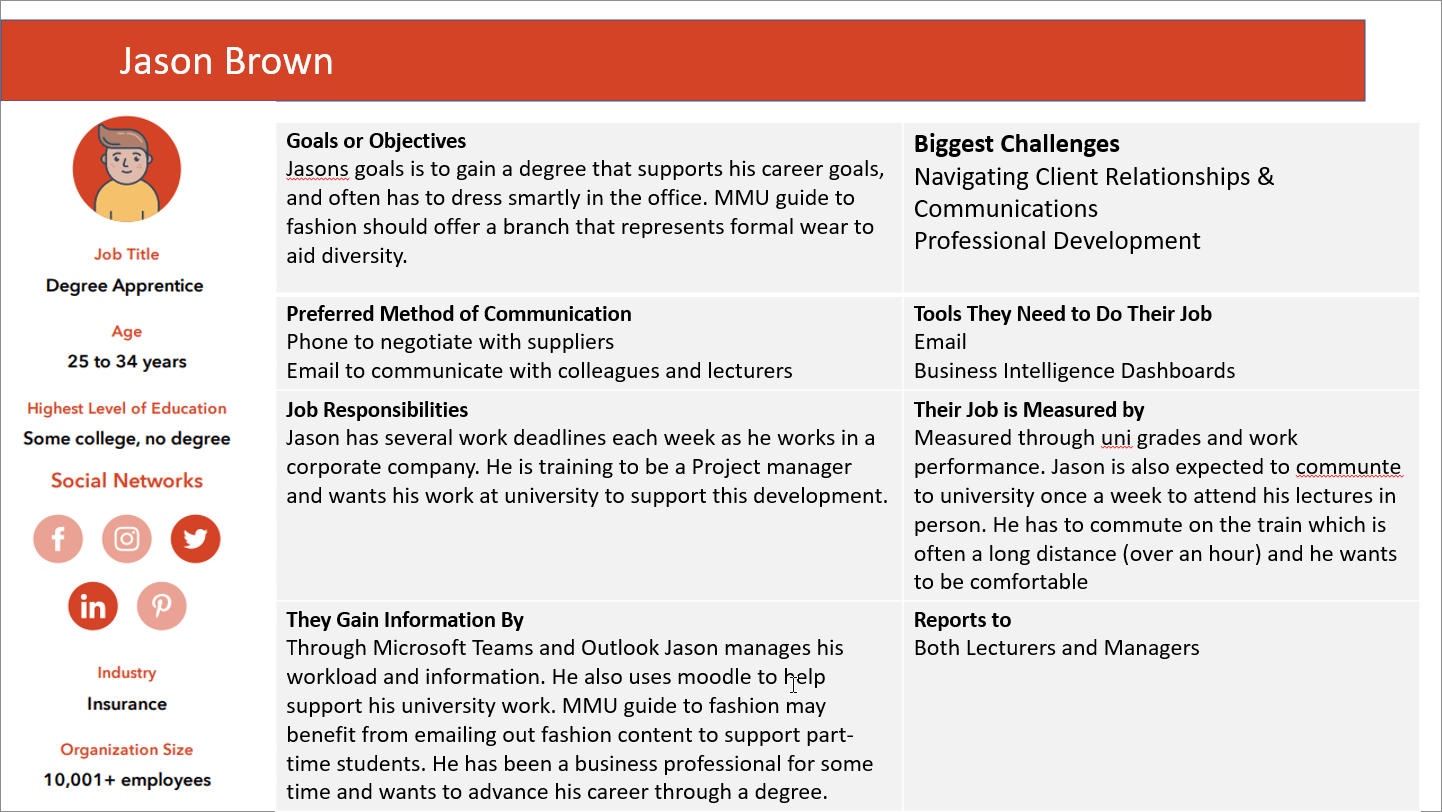 Jason Brown
Job Title
Degree Apprentice
Age
25 to 34 years
Highest Level of Education
Some college, no degree
Social Networks
Industry
Insurance
Organization Size
10,001+ employees
Goals or Objectives
Jasons goals is to gain a degree that supports his career goals,
and often has to dress smartly in the office. MMU guide to
fashion should offer a branch that represents formal wear to
aid diversity.
Biggest Challenges
Navigating Client Relationships &
Communications
Professional Development
Preferred Method of Communication
Phone to negotiate with suppliers
Email to communicate with colleagues and lecturers
Tools They Need to Do Their Job
Email
Business Intelligence Dashboards
Job Responsibilities
Jason has several work deadlines each week as he works in a
corporate company. He is training to be a Project manager
and wants his work at university to support this development.
Their Job is Measured by
Measured through uni grades and work
performance. Jason is also expected to communte
to university once a week to attend his lectures in
person. He has to commute on the train which is
often a long distance (over an hour) and he wants
to be comfortable
They Gain Information By
Through Microsoft Teams and Outlook Jason manages his
workload and information. He also uses moodle to help
support his university work. MMU guide to fashion may
benefit from emailing out fashion content to support part-
time students. He has been a business professional for some
time and wants to advance his career through a degree.
Reports to
Both Lecturers and Managers